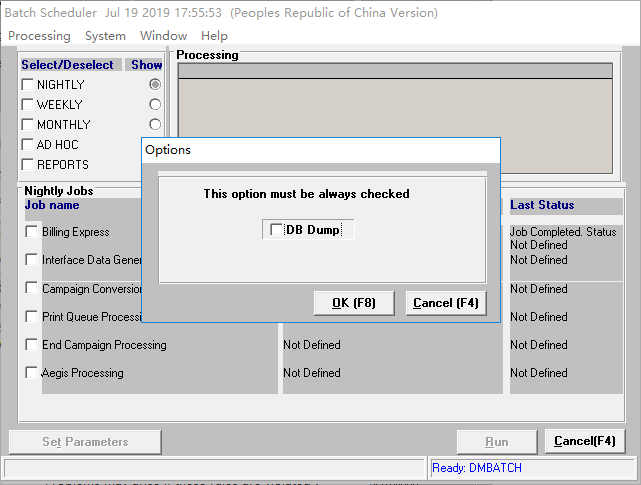 Batch Scheduler Jul 19 2019 17:55:53 (Peoples Republic of China Version)
Processing System Window Help
Select/Deselect Show
NIGHTLY
WEEKLY
MONTHLY
AD HOC
REPORTS
Processing
Options
This option must be always checked
DB Dump
OK (F8) Cancel (F4)
Nightly Jobs
Job name Last Status
Billing Express Job Completed. Status
Not Defined
Interface Data Gener Not Defined
Campaign Conversion Not Defined
Print Queue Processi Not Defined
End Campaign Processing Not Defined Not Defined
Aegis Processing Not Defined Not Defined
Set Parameters Run Cancel(F4)
Ready: DMBATCH